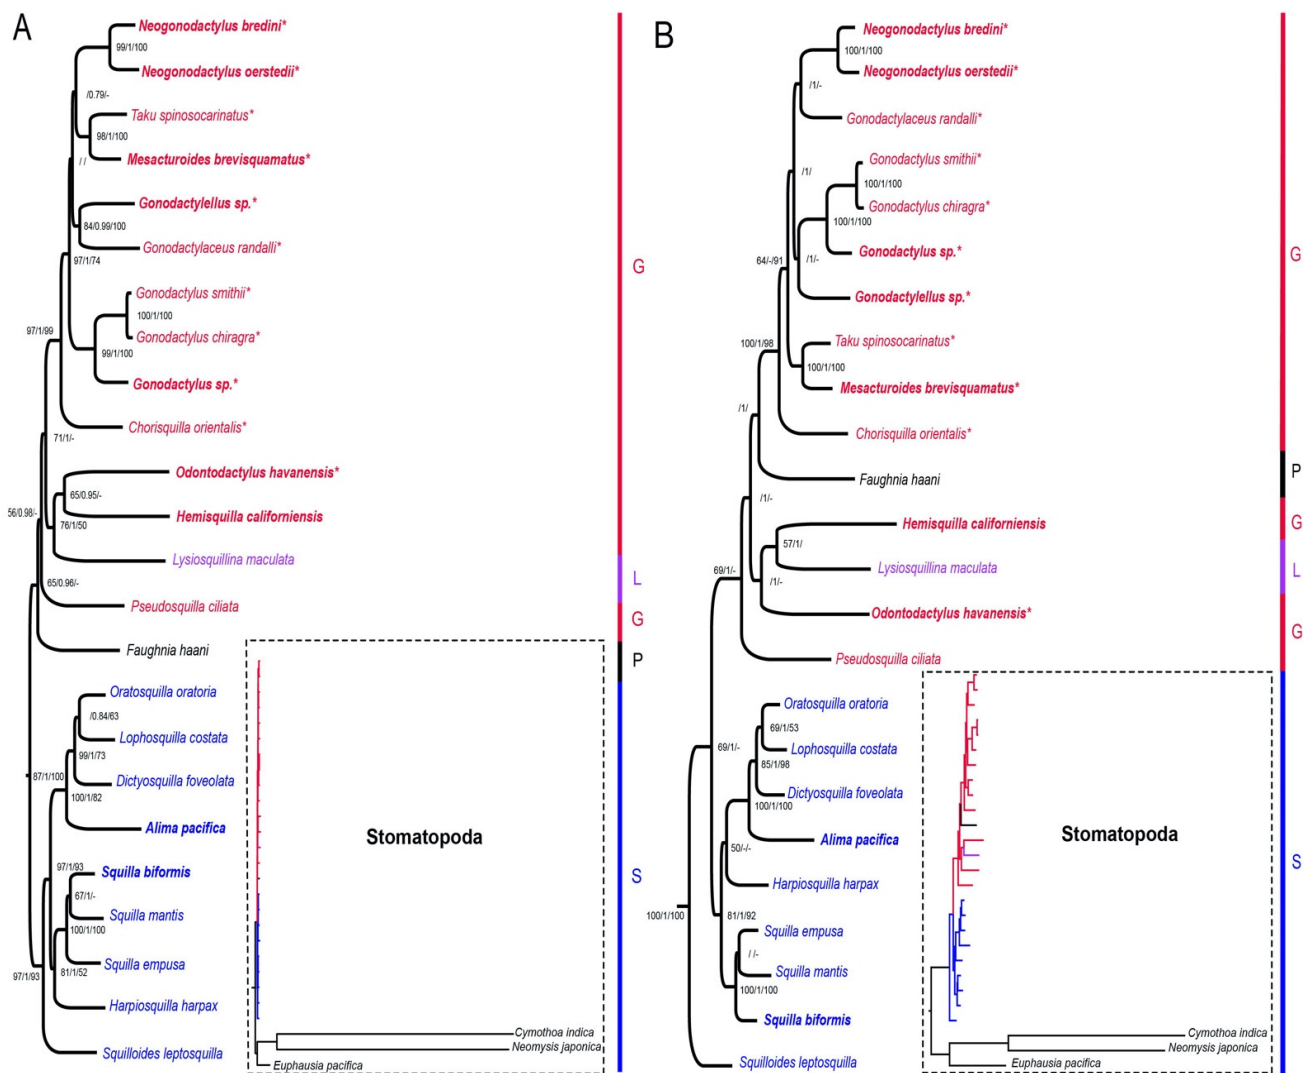 A
Neogonodactylus bredini*
99/1/100
Neogonodactylus oerstedii*
/0.79/-
Taku spinosocarinatus*
98/1/100
/ /
Mesacturoides brevisquamatus*
Gonodactylellus sp.*
84/0.99/100
Gonodactylaceus randalli*
97/1/74
G
Gonodactylus smithii*
100/1/100
97/1/99
Gonodactylus chiragra*
99/1/100
Gonodactylus sp.*
Chorisquilla orientalis*
71/1/-
Odontodactylus havanensis*
65/0.95/-
56/0.98/-
Hemisquilla californiensis
76/1/50
Lysiosquillina maculata
L
65/0.96/-
Pseudosquilla ciliata
G
Faughnia haani
P
Oratosquilla oratoria
/0.84/63
Lophosquilla costata
99/1/73
87/1/100
Dictyosquilla foveolata
100/1/82
Alima pacifica
Stomatopoda
97/1/93
Squilla biformis
S
67/1/-
Squilla mantis
100/1/100
Squilla empusa
81/1/52
97/1/93
Harpiosquilla harpax
Squilloides leptosquilla
Cymothoa indica
Neomysis japonica
Euphausia pacifica
B
Neogonodactylus bredini*
100/1/100
Neogonodactylus oerstedii*
/1/-
Gonodactylaceus randalli*
Gonodactylus smithii*
/1/
100/1/100
Gonodactylus chiragra*
100/1/100
Gonodactylus sp.*
G
64/-/91
/1/-
Gonodactylellus sp.*
Taku spinosocarinatus*
100/1/98
100/1/100
Mesacturoides brevisquamatus*
/1/
Chorisquilla orientalis*
Faughnia haani
P
/1/-
Hemisquilla californiensis
G
57/1/
Lysiosquillina maculata
L
69/1/-
/1/-
Odontodactylus havanensis*
G
Pseudosquilla ciliata
Oratosquilla oratoria
69/1/53
69/1/-
Lophosquilla costata
85/1/98
Dictyosquilla foveolata
100/1/100
Alima pacifica
Stomatopoda
50/-/-
S
Harpiosquilla harpax
100/1/100
81/1/92
Squilla empusa
/ /-
Squilla mantis
100/1/100
Squilla biformis
Squilloides leptosquilla
Cymothoa indica
Neomysis japonica
Euphausia pacifica